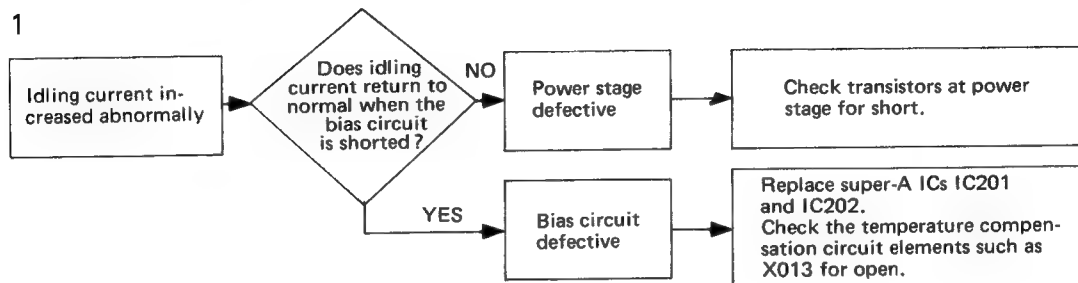 1
Idling current in-
creased abnormally
Does idling
current return to
normal when the
bias circuit
is shorted?
NO
Power stage
defective
Check transistors at power
stage for short.
YES
Bias circuit
defective
Replace super-A ICs IC201
and IC202.
Check the temperature compen-
sation circuit elements such as
X013 for open.